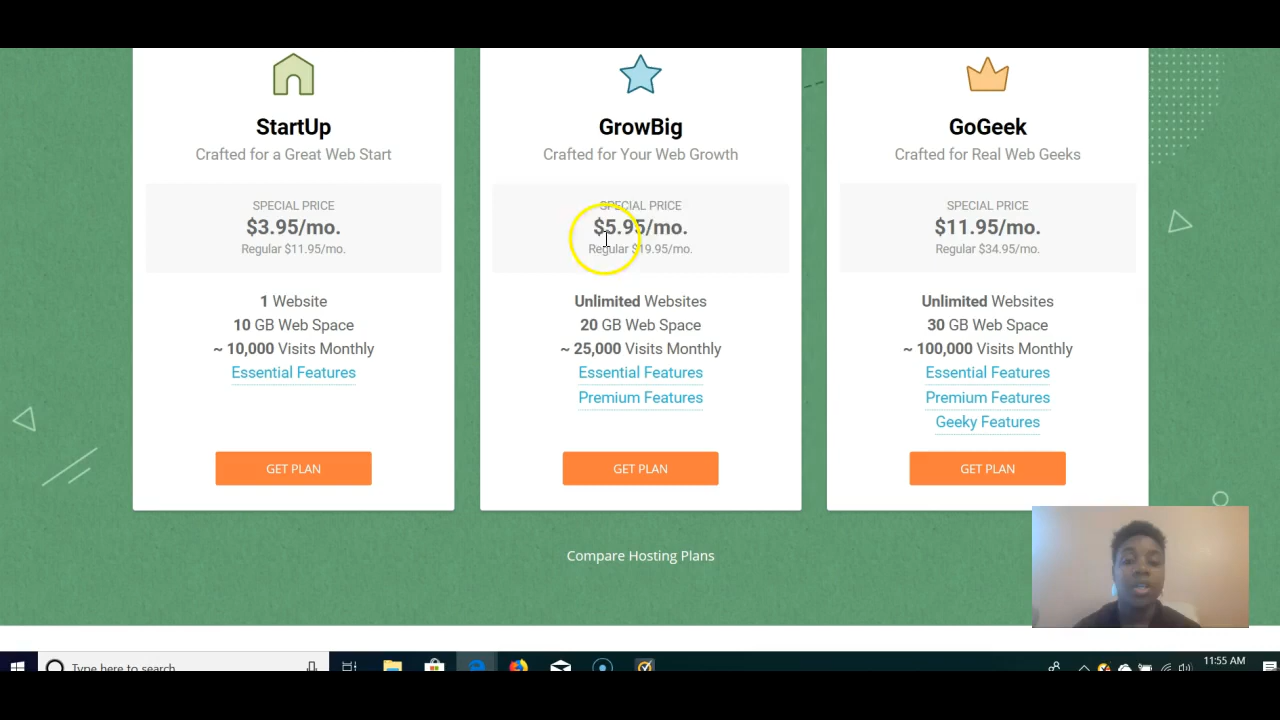 StartUp
Crafted for a Great Web Start
SPECIAL PRICE
$3.95/mo.
Regular $11.95/mo.
1 Website
10 GB Web Space
~ 10,000 Visits Monthly
Essential Features
GET PLAN
GrowBig
Crafted for Your Web Growth
SPECIAL PRICE
$5.95/mo.
Regular $19.95/mo.
Unlimited Websites
20 GB Web Space
~ 25,000 Visits Monthly
Essential Features
Premium Features
GET PLAN
GoGeek
Crafted for Real Web Geeks
SPECIAL PRICE
$11.95/mo.
Regular $34.95/mo.
Unlimited Websites
30 GB Web Space
~ 100,000 Visits Monthly
Essential Features
Premium Features
Geeky Features
GET PLAN
Compare Hosting Plans
Type here to search
11:55 AM